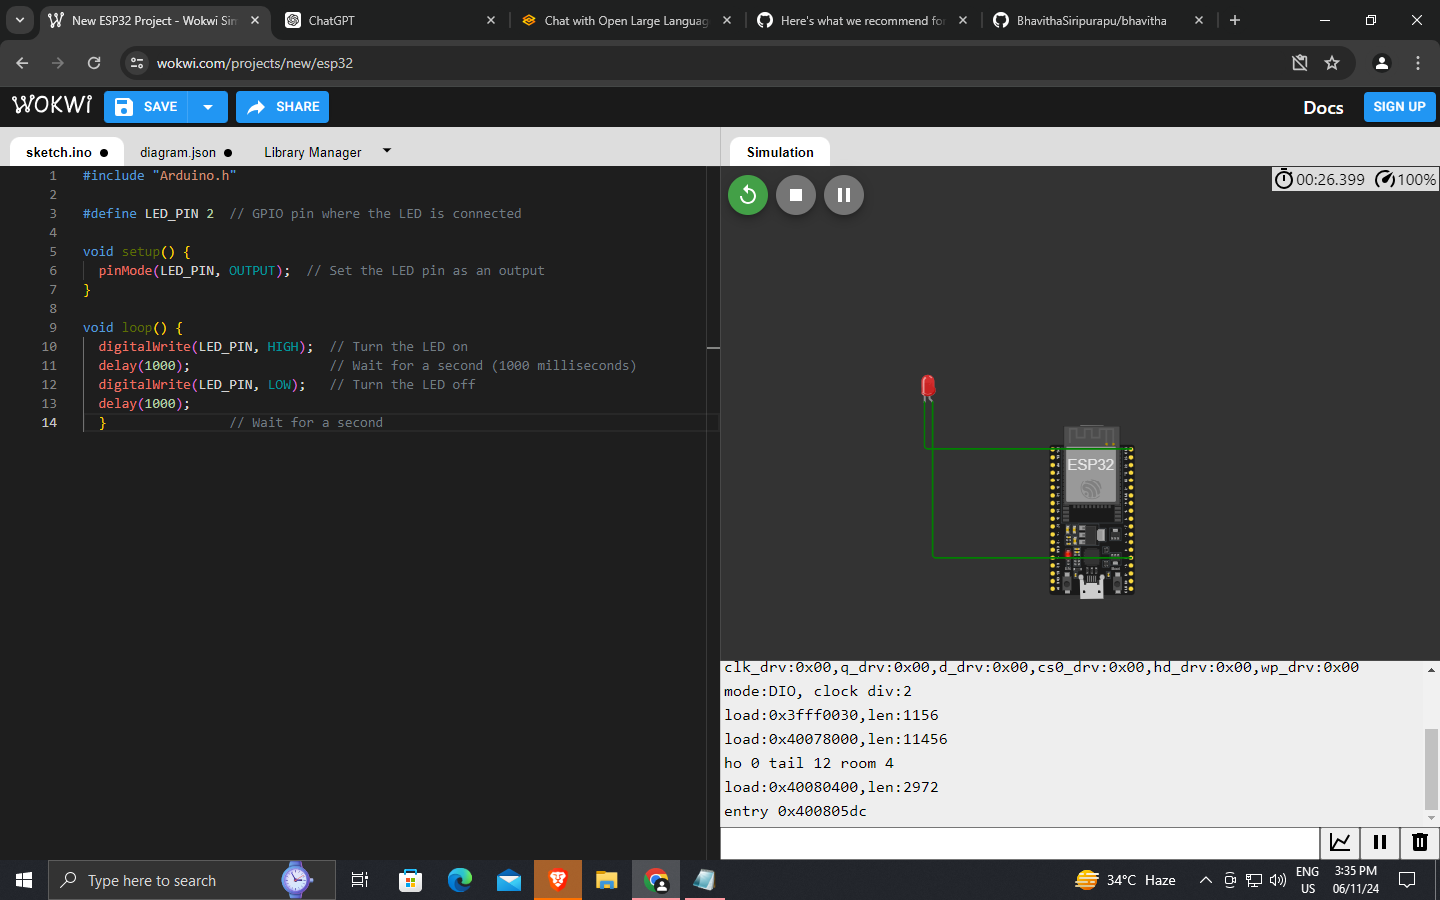 New ESP32 Project - Wokwi Sim
ChatGPT
Chat with Open Large Languag
Here's what we recommend for
BhavithaSiripurapu/bhavitha
wokwi.com/projects/new/esp32
WOKWI
SAVE
SHARE
Docs
SIGN UP
sketch.ino
diagram.json
Library Manager
Simulation
1 #include "Arduino.h"
2
3 #define LED_PIN 2  // GPIO pin where the LED is connected
4
5 void setup() {
6   pinMode(LED_PIN, OUTPUT);  // Set the LED pin as an output
7 }
8
9 void loop() {
10   digitalWrite(LED_PIN, HIGH);  // Turn the LED on
11   delay(1000);                  // Wait for a second (1000 milliseconds)
12   digitalWrite(LED_PIN, LOW);   // Turn the LED off
13   delay(1000);
14   }                // Wait for a second
00:26.399 100%
ESP32
clk_drv:0x00,q_drv:0x00,d_drv:0x00,cs0_drv:0x00,hd_drv:0x00,wp_drv:0x00
mode:DIO, clock div:2
load:0x3fff0030,len:1156
load:0x40078000,len:11456
ho 0 tail 12 room 4
load:0x40080400,len:2972
entry 0x400805dc
Type here to search
34°C Haze
ENG
US
3:35 PM
06/11/24